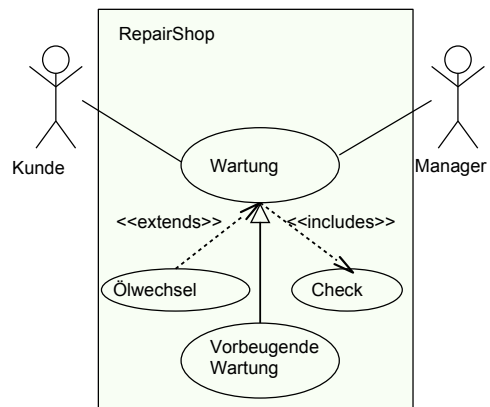 RepairShop
Kunde
Manager
Wartung
<<extends>>
<<includes>>
Ölwechsel
Check
Vorbeugende
Wartung